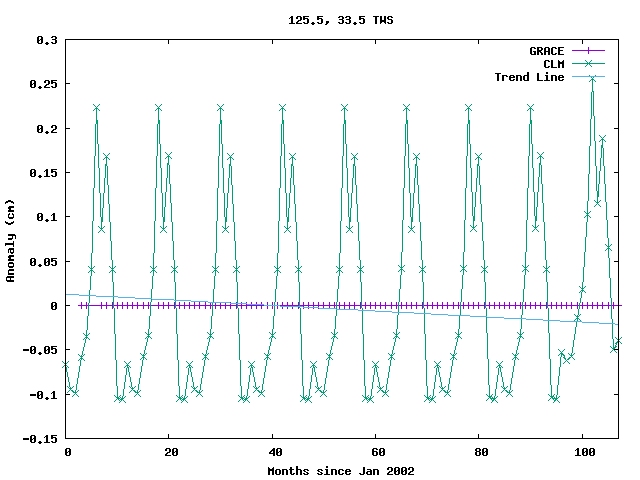 125.5, 33.5 TWS
GRACE
CLM
Trend Line
0.3
0.25
0.2
0.15
0.1
0.05
0
-0.05
-0.1
-0.15
Anomaly (cm)
0 20 40 60 80 100
Months since Jan 2002